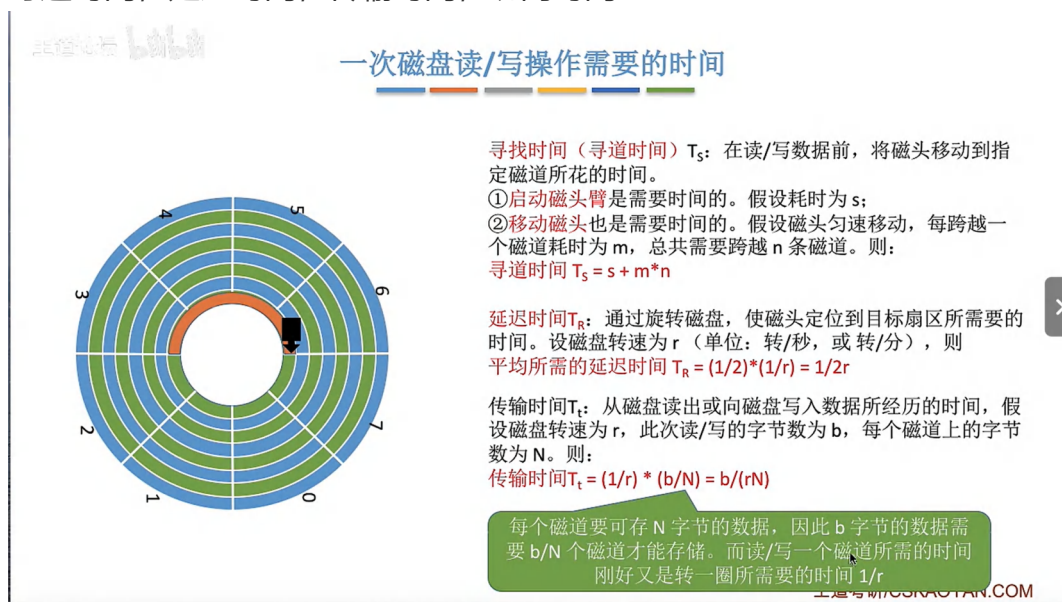 一次磁盘读/写操作需要的时间
寻找时间（寻道时间）TS：在读/写数据前，将磁头移动到指
定磁道所花的时间。
①启动磁头臂是需要时间的。假设耗时为 s；
②移动磁头也是需要时间的。假设磁头匀速移动，每跨越一
个磁道耗时为 m，总共需要跨越 n 条磁道。则：
寻道时间 TS = s + m*n
延迟时间TR：通过旋转磁盘，使磁头定位到目标扇区所需要的
时间。设磁盘转速为 r （单位：转/秒，或 转/分），则
平均所需的延迟时间 TR = (1/2)*(1/r) = 1/2r
传输时间Tt：从磁盘读出或向磁盘写入数据所经历的时间，假
设磁盘转速为 r，此次读/写的字节数为 b，每个磁道上的字节
数为 N。则：
传输时间Tt = (1/r) * (b/N) = b/(rN)
每个磁道要可存 N 字节的数据，因此 b 字节的数据需
要 b/N 个磁道才能存储。而读/写一个磁道所需的时间
刚好又是转一圈所需要的时间 1/r
王道考研/CSKAOYAN.COM
4
5
3
6
2
7
1
0